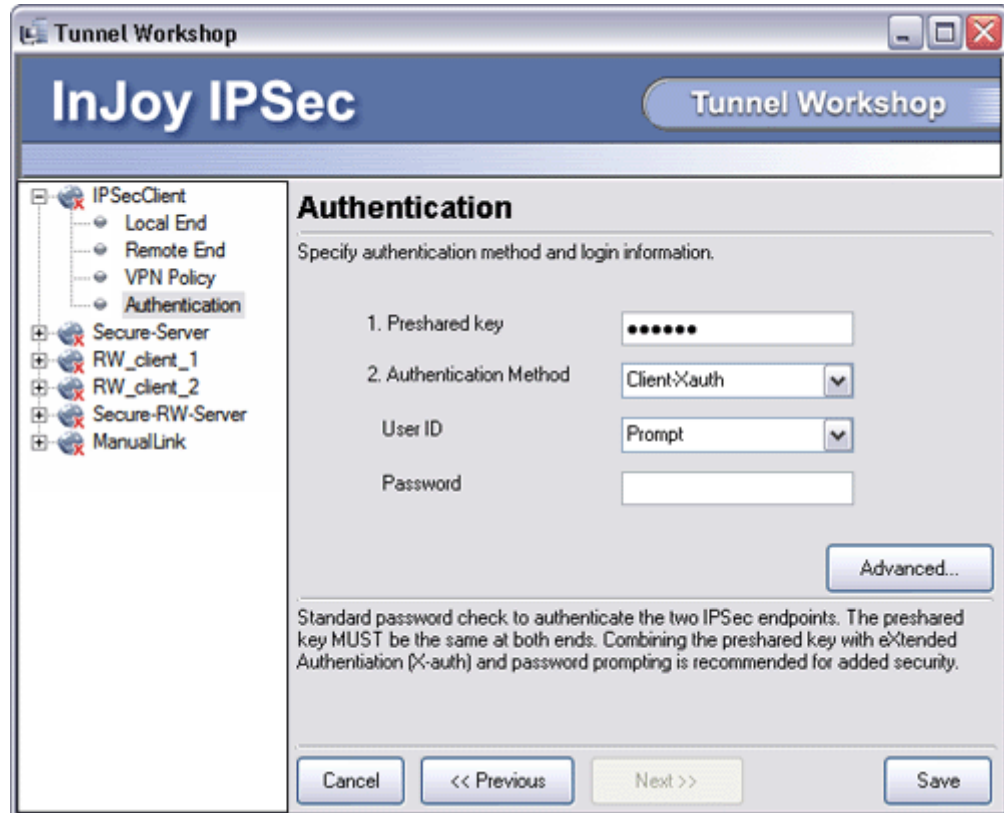 Tunnel Workshop
InJoy IPSec
Tunnel Workshop
IPSecClient
Local End
Remote End
VPN Policy
Authentication
Secure-Server
RW_client_1
RW_client_2
Secure-RW-Server
ManualLink
Authentication
Specify authentication method and login information.
1. Preshared key
●●●●●●
2. Authentication Method
Client-Xauth
User ID
Prompt
Password
Advanced...
Standard password check to authenticate the two IPSec endpoints. The preshared
key MUST be the same at both ends. Combining the preshared key with eXtended
Authentiation (X-auth) and password prompting is recommended for added security.
Cancel
<< Previous
Next >>
Save